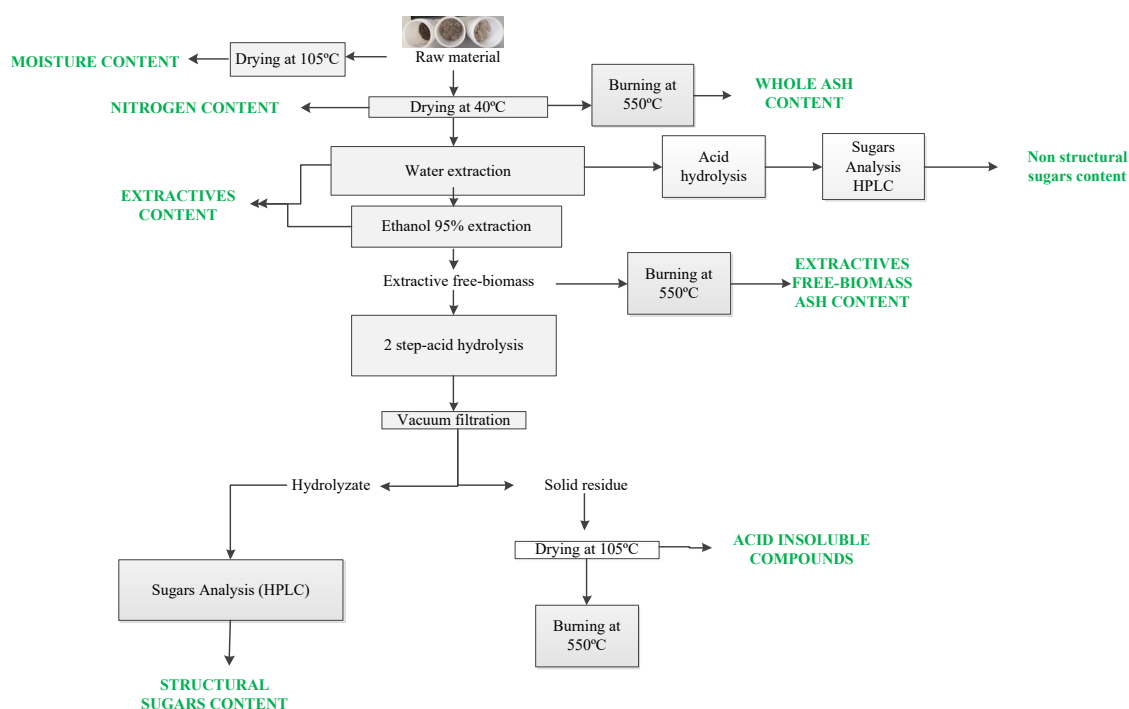 Raw material
Drying at 105ºC
MOISTURE CONTENT
Drying at 40ºC
NITROGEN CONTENT
Burning at
550ºC
WHOLE ASH
CONTENT
Water extraction
Acid
hydrolysis
Sugars
Analysis
HPLC
Non structural
sugars content
EXTRACTIVES
CONTENT
Ethanol 95% extraction
Extractive free-biomass
Burning at
550ºC
EXTRACTIVES
FREE-BIOMASS
ASH CONTENT
2 step-acid hydrolysis
Vacuum filtration
Hydrolyzate
Solid residue
Drying at 105ºC
ACID INSOLUBLE
COMPOUNDS
Sugars Analysis (HPLC)
Burning at
550ºC
STRUCTURAL
SUGARS CONTENT